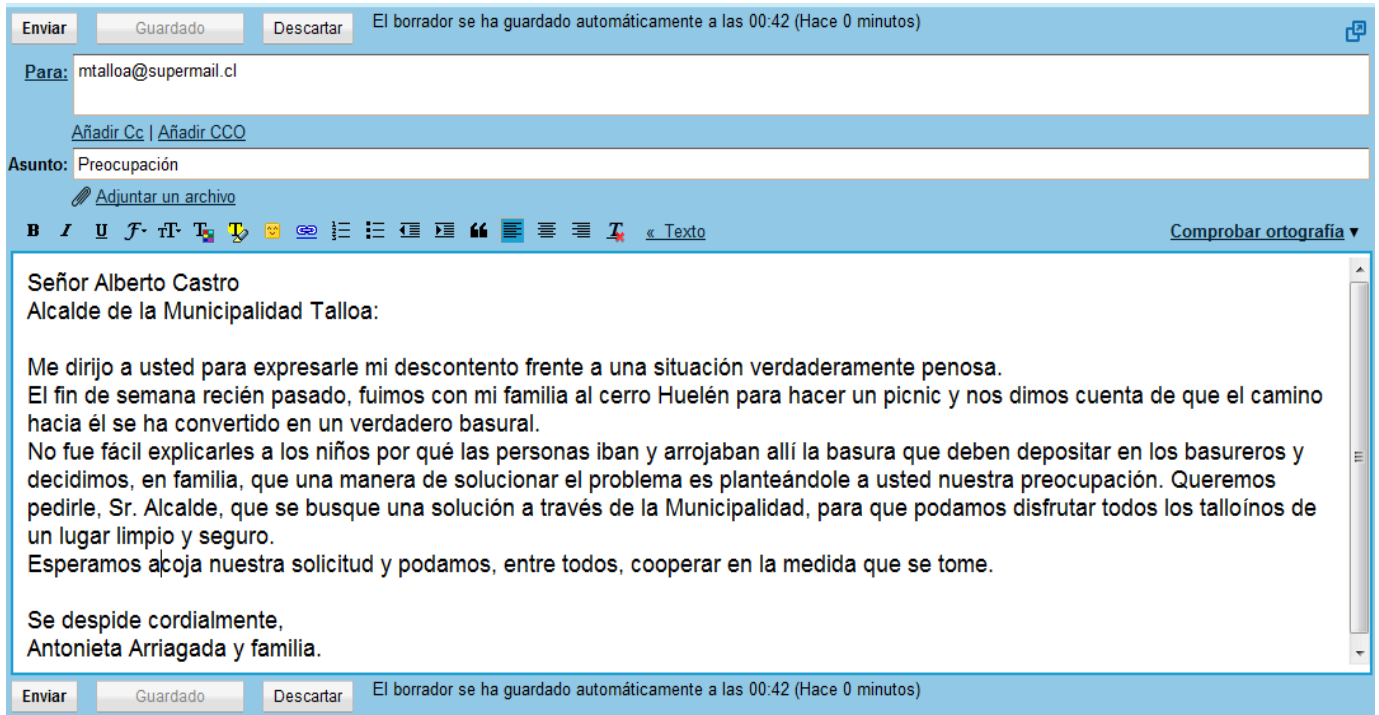 Enviar Guardado Descartar El borrador se ha guardado automáticamente a las 00:42 (Hace 0 minutos)
Para: mtalloa@supermail.cl
Añadir Cc | Añadir CCO
Asunto: Preocupación
Adjuntar un archivo
B I U F T T T T « Texto Comprobar ortografía
Señor Alberto Castro
Alcalde de la Municipalidad Talloa:
Me dirijo a usted para expresarle mi descontento frente a una situación verdaderamente penosa.
El fin de semana recién pasado, fuimos con mi familia al cerro Huelén para hacer un picnic y nos dimos cuenta de que el camino
hacia él se ha convertido en un verdadero basural.
No fue fácil explicarles a los niños por qué las personas iban y arrojaban allí la basura que deben depositar en los basureros y
decidimos, en familia, que una manera de solucionar el problema es planteándole a usted nuestra preocupación. Queremos
pedirle, Sr. Alcalde, que se busque una solución a través de la Municipalidad, para que podamos disfrutar todos los talloínos de
un lugar limpio y seguro.
Esperamos acoja nuestra solicitud y podamos, entre todos, cooperar en la medida que se tome.
Se despide cordialmente,
Antonieta Arriagada y familia.
Enviar Guardado Descartar El borrador se ha guardado automáticamente a las 00:42 (Hace 0 minutos)